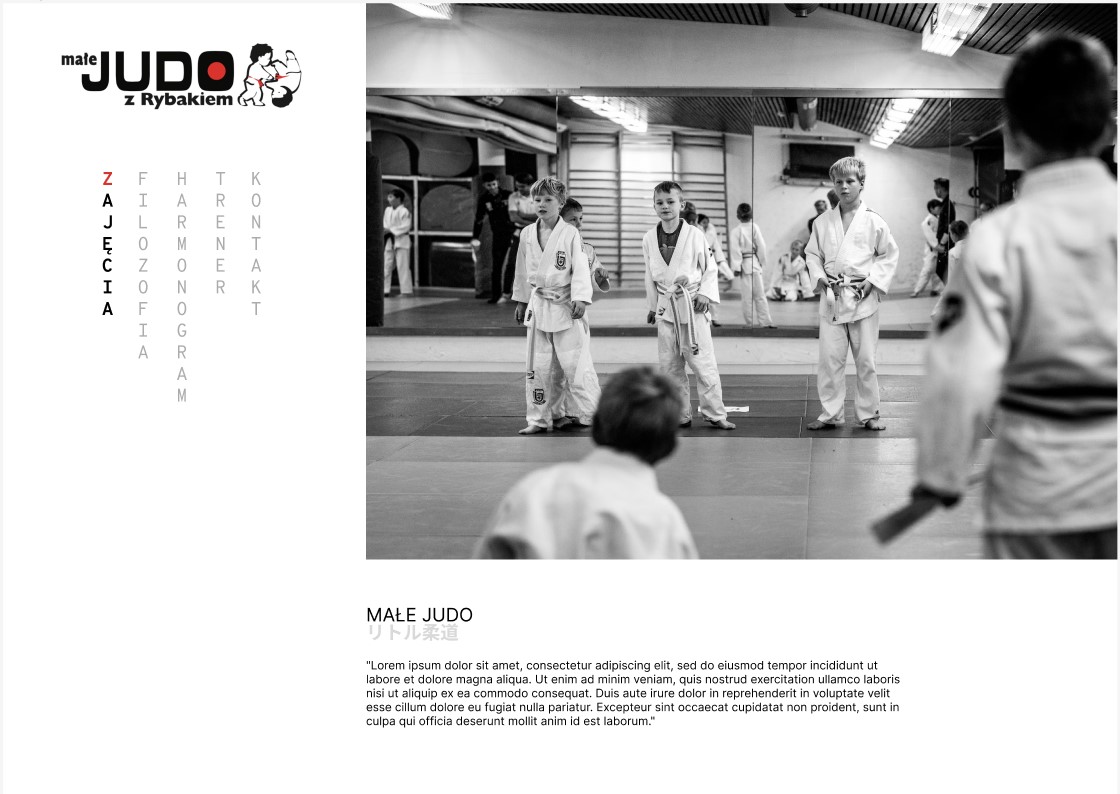 małe
JUDO
z Rybakiem
ZAJĘCIA
FILOZOFIA
HARMONOGRAM
TRENER
KONTAKT
MAŁE JUDO
リトル柔道
"Lorem ipsum dolor sit amet, consectetur adipiscing elit, sed do eiusmod tempor incididunt ut
labore et dolore magna aliqua. Ut enim ad minim veniam, quis nostrud exercitation ullamco laboris
nisi ut aliquip ex ea commodo consequat. Duis aute irure dolor in reprehenderit in voluptate velit
esse cillum dolore eu fugiat nulla pariatur. Excepteur sint occaecat cupidatat non proident, sunt in
culpa qui officia deserunt mollit anim id est laborum."